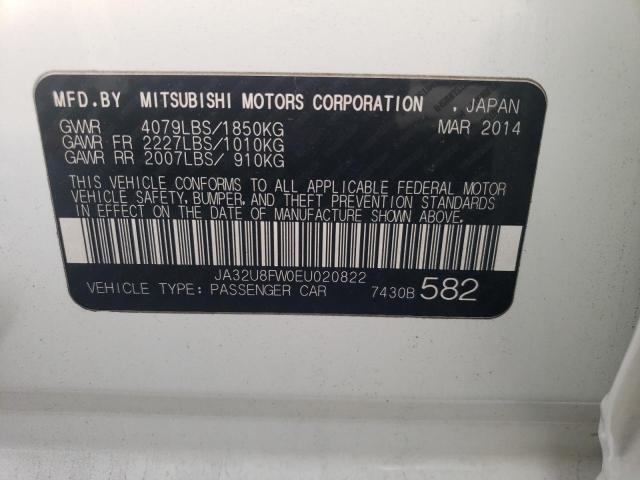 MFD.BY MITSUBISHI MOTORS CORPORATION , JAPAN
GVWR 4079LBS/1850KG MAR 2014
GAWR FR 2227LBS/1010KG
GAWR RR 2007LBS/ 910KG
THIS VEHICLE CONFORMS TO ALL APPLICABLE FEDERAL MOTOR
VEHICLE SAFETY, BUMPER, AND THEFT PREVENTION STANDARDS
IN EFFECT ON THE DATE OF MANUFACTURE SHOWN ABOVE.
JA32U8FW0EU020822
VEHICLE TYPE: PASSENGER CAR 7430B 582